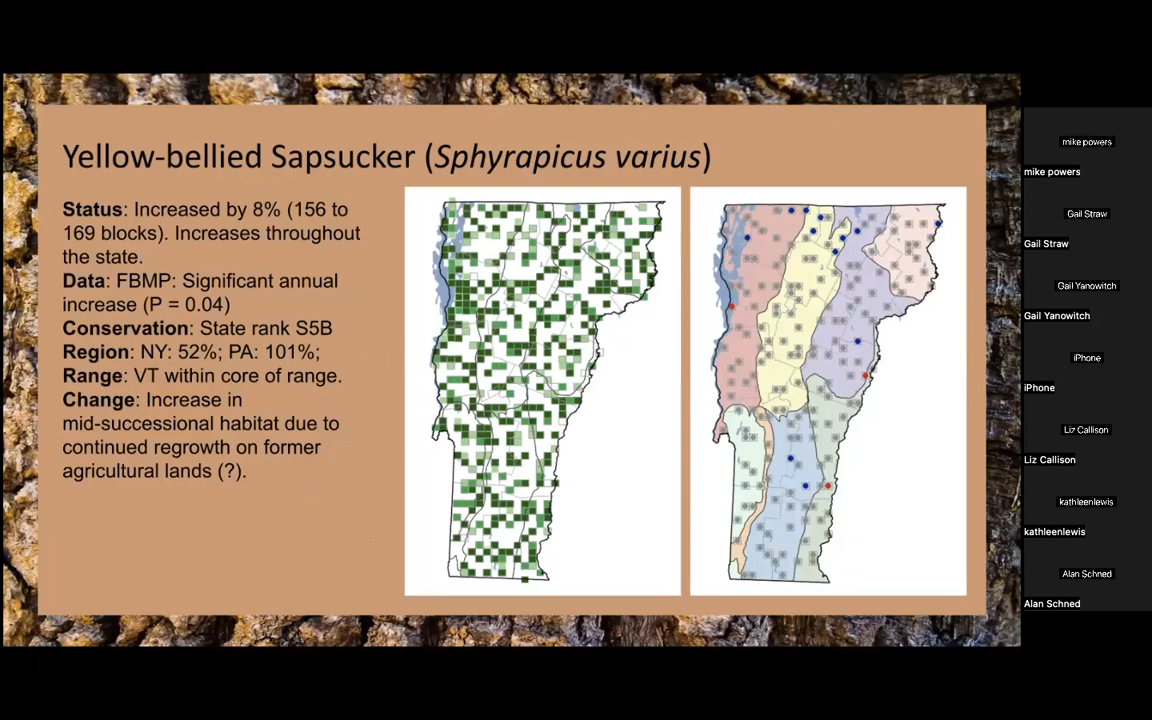 Yellow-bellied Sapsucker (Sphyrapicus varius)
Status: Increased by 8% (156 to
169 blocks). Increases throughout
the state.
Data: FBMP: Significant annual
increase (P = 0.04)
Conservation: State rank S5B
Region: NY: 52%; PA: 101%;
Range: VT within core of range.
Change: Increase in
mid-successional habitat due to
continued regrowth on former
agricultural lands (?).
mike powers
mike powers
Gail Straw
Gail Straw
Gail Yanowitch
Gail Yanowitch
iPhone
iPhone
Liz Callison
Liz Callison
kathleenlewis
kathleenlewis
Alan Schned
Alan Schned